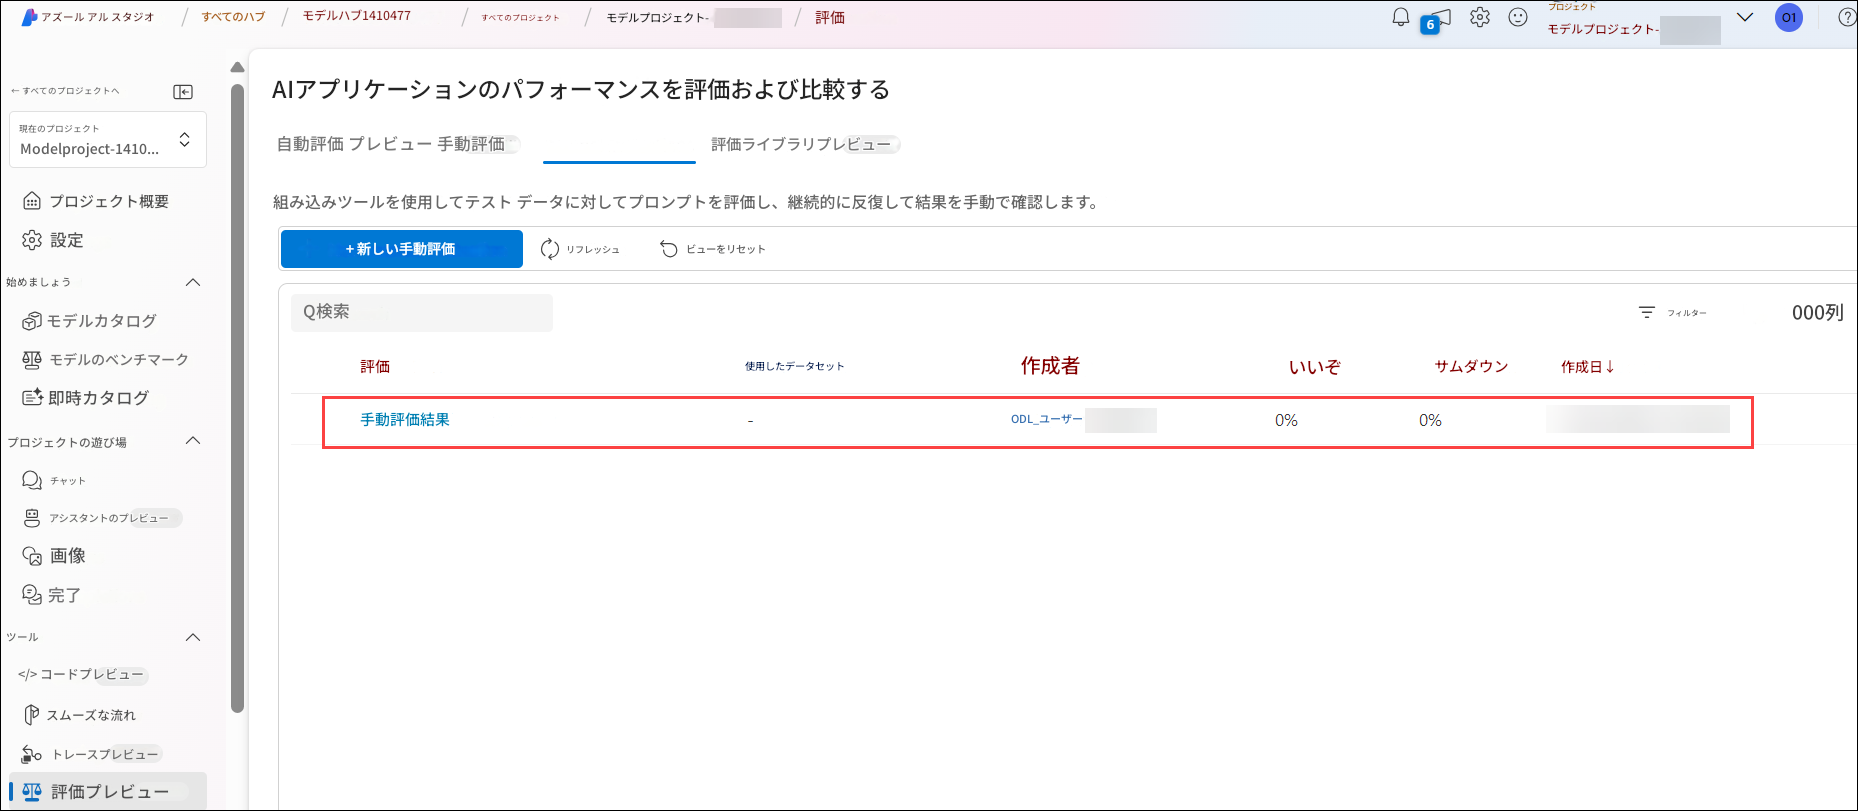 アズール アル スタジオ / すべてのハブ / モデルハブ1410477 / すべてのプロジェクト / モデルプロジェクト- / 評価
6
プロジェクト
モデルプロジェクト-
O1
←すべてのプロジェクトへ
現在のプロジェクト
Modelproject-1410...
プロジェクト概要
設定
始めましょう
モデルカタログ
モデルのベンチマーク
即時カタログ
プロジェクトの遊び場
チャット
アシスタントのプレビュー
画像
完了
ツール
</> コードプレビュー
スムーズな流れ
トレースプレビュー
評価プレビュー
AIアプリケーションのパフォーマンスを評価および比較する
自動評価 プレビュー 手動評価
評価ライブラリプレビュー
組み込みツールを使用してテスト データに対してプロンプトを評価し、継続的に反復して結果を手動で確認します。
+ 新しい手動評価
リフレッシュ
ビューをリセット
Q検索
フィルター
000列
評価 使用したデータセット 作成者 いいぞ サムダウン 作成日↓
手動評価結果 - ODL_ユーザー 0% 0%